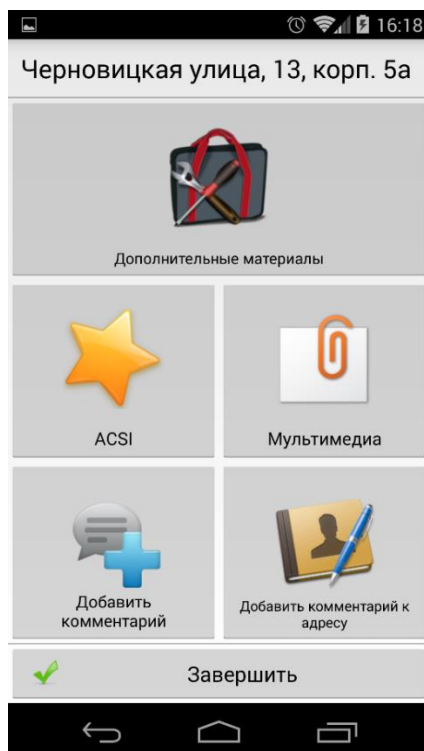 16:18
Черновицкая улица, 13, корп. 5а
Дополнительные материалы
ACSI
Мультимедиа
Добавить
комментарий
Добавить комментарий к
адресу
Завершить